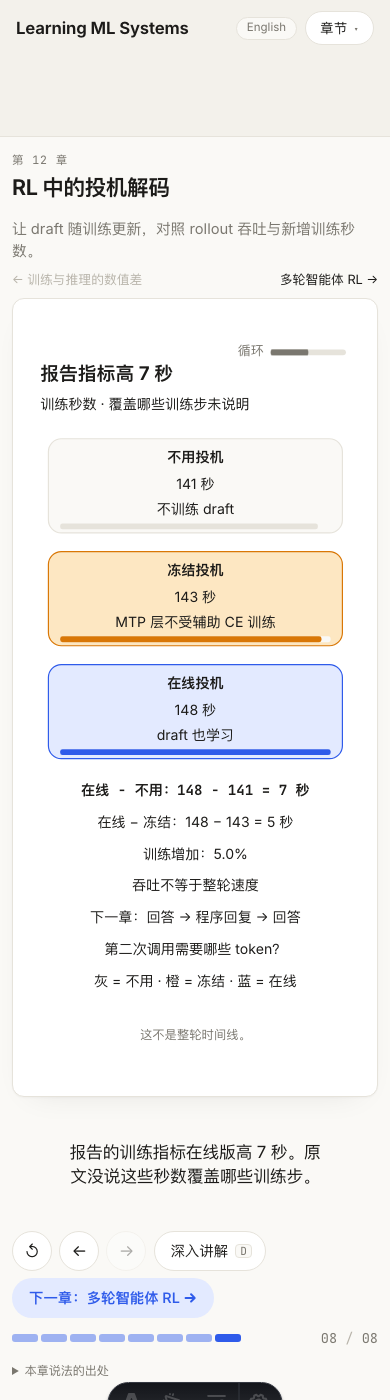 Learning ML Systems
English
章节
第 12 章
RL 中的投机解码
让 draft 随训练更新，对照 rollout 吞吐与新增训练秒
数。
← 训练与推理的数值差
多轮智能体 RL →
循环
报告指标高 7 秒
训练秒数 · 覆盖哪些训练步未说明
不用投机
141 秒
不训练 draft
冻结投机
143 秒
MTP 层不受辅助 CE 训练
在线投机
148 秒
draft 也学习
在线 - 不用：148 - 141 = 7 秒
在线 − 冻结：148 − 143 = 5 秒
训练增加：5.0%
吞吐不等于整轮速度
下一章：回答 → 程序回复 → 回答
第二次调用需要哪些 token?
灰 = 不用 · 橙 = 冻结 · 蓝 = 在线
这不是整轮时间线。
报告的训练指标在线版高 7 秒。原
文没说这些秒数覆盖哪些训练步。
深入讲解 D
下一章：多轮智能体 RL →
08 / 08
▶ 本章说法的出处